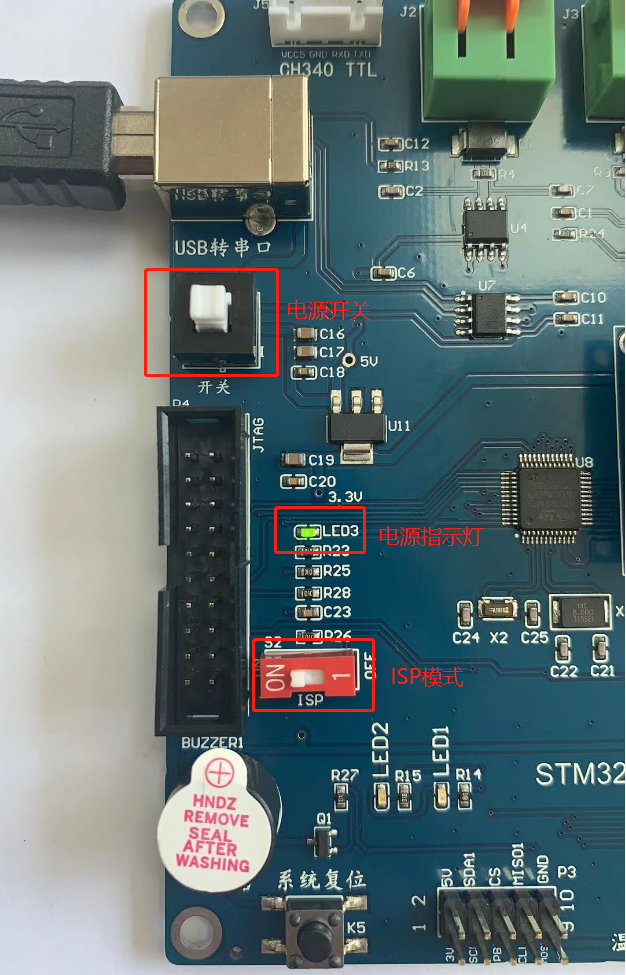 J5
J2
J3
VCC5 GND RXD TXD
CH340 TTL
C12
R13
C2
R4
C7
C1
R24
U4
USB转串口
C6
U7
C10
C11
电源开关
C16
C17
C18
5V
开关
U11
P4
JTAG
C19
C20
3.3V
U8
LED3
电源指示灯
R23
R25
R28
C23
R26
C24
X2
C25
X
C22
C21
S2
ON
1
OFF
ISP
ISP模式
BUZZER1
LED2
LED1
R27
R15
R14
STM32
HNDZ
REMOVE
SEAL
AFTER
WASHING
Q1
系统复位
K5
5V
SDA1
CS
MISO1
GND
P3
2
10
1
9
温